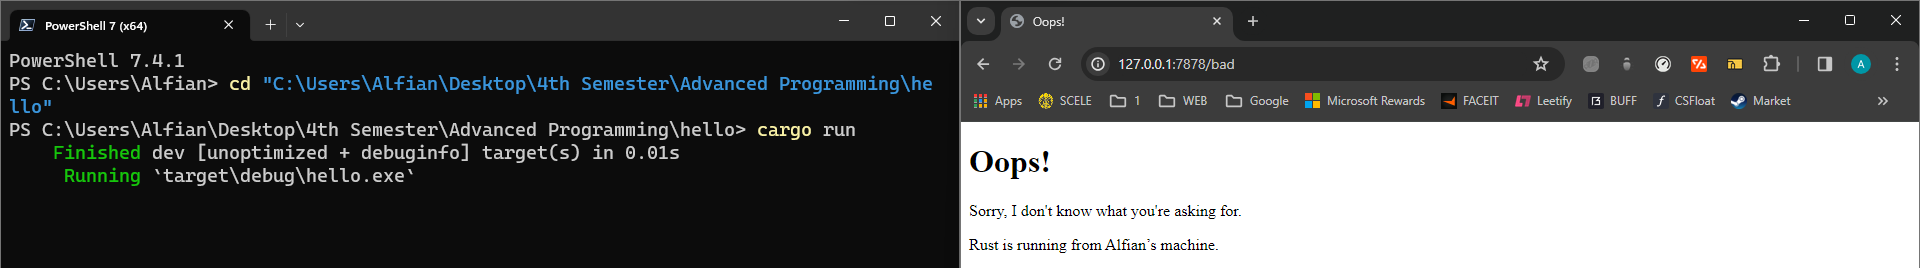 PowerShell 7 (x64)
PowerShell 7.4.1
PS C:\Users\Alfian> cd "C:\Users\Alfian\Desktop\4th Semester\Advanced Programming\he
llo"
PS C:\Users\Alfian\Desktop\4th Semester\Advanced Programming\hello> cargo run
Finished dev [unoptimized + debuginfo] target(s) in 0.01s
Running `target\debug\hello.exe`
Oops!
127.0.0.1:7878/bad
A
Apps SCELE 1 WEB Google Microsoft Rewards FACEIT Leetify BUFF CSFloat Market
Oops!
Sorry, I don't know what you're asking for.
Rust is running from Alfian’s machine.